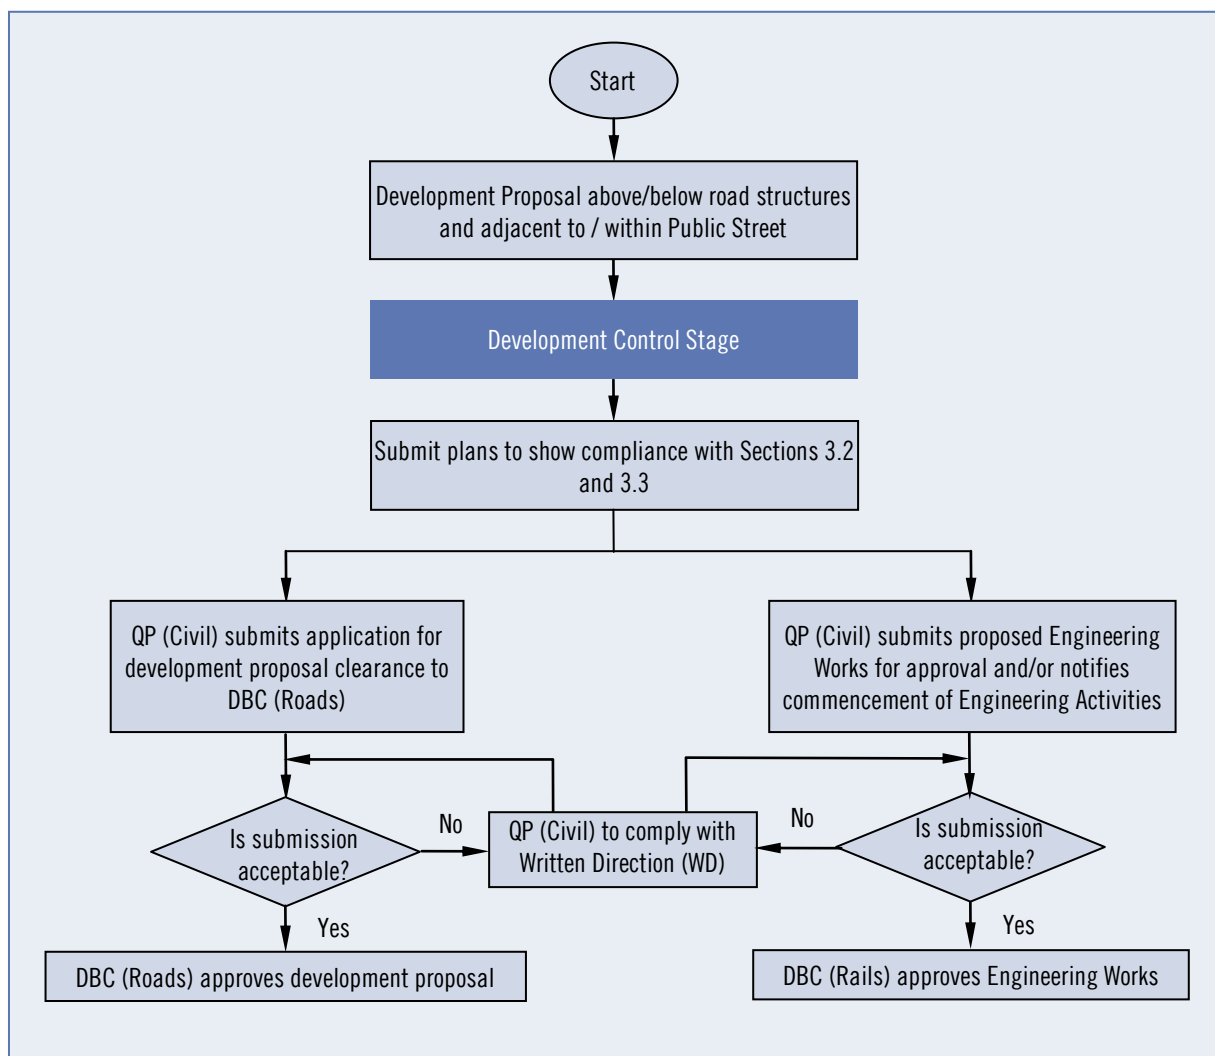 Start
Development Proposal above/below road structures
and adjacent to / within Public Street
Development Control Stage
Submit plans to show compliance with Sections 3.2
and 3.3
QP (Civil) submits application for
development proposal clearance to
DBC (Roads)
QP (Civil) submits proposed Engineering
Works for approval and/or notifies
commencement of Engineering Activities
Is submission
acceptable?
No
QP (Civil) to comply with
Written Direction (WD)
No
Is submission
acceptable?
Yes
Yes
DBC (Roads) approves development proposal
DBC (Rails) approves Engineering Works